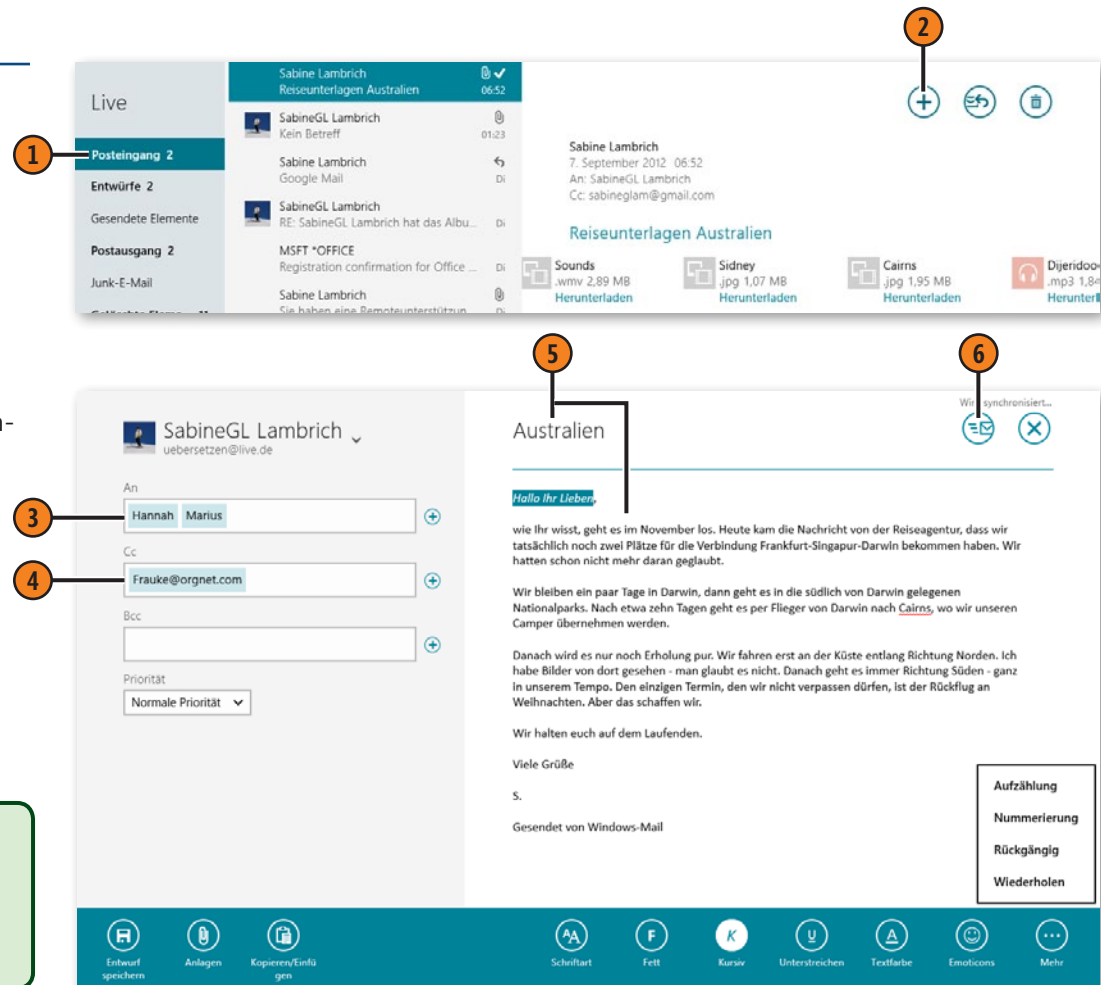 2
Live
1
Posteingang 2
Entwürfe 2
Gesendete Elemente
Postausgang 2
Junk-E-Mail
Sabine Lambrich
Reiseunterlagen Australien 06:52
SabineGL Lambrich
Kein Betreff 01:23
Sabine Lambrich
Google Mail Di
SabineGL Lambrich
RE: SabineGL Lambrich hat das Albu... Di
MSFT *OFFICE
Registration confirmation for Office ... Di
Sabine Lambrich
Sie haben eine Remoteunterstützun Di
Sabine Lambrich
7. September 2012 06:52
An: SabineGL Lambrich
Cc: sabineglam@gmail.com
Reiseunterlagen Australien
Sounds
.wmv 2,89 MB
Herunterladen
Sidney
.jpg 1,07 MB
Herunterladen
Cairns
.jpg 1,95 MB
Herunterladen
Dijeridoo-
.mp3 1,84
Herunterl
5
6
n-
SabineGL Lambrich
uebersetzen@live.de
An
3
Hannah Marius
Cc
4
Frauke@orgnet.com
Bcc
Priorität
Normale Priorität
Wird synchronisiert...
Australien
Hallo Ihr Lieben,
wie Ihr wisst, geht es im November los. Heute kam die Nachricht von der Reiseagentur, dass wir
tatsächlich noch zwei Plätze für die Verbindung Frankfurt-Singapur-Darwin bekommen haben. Wir
hatten schon nicht mehr daran geglaubt.
Wir bleiben ein paar Tage in Darwin, dann geht es in die südlich von Darwin gelegenen
Nationalparks. Nach etwa zehn Tagen geht es per Flieger von Darwin nach Cairns, wo wir unseren
Camper übernehmen werden.
Danach wird es nur noch Erholung pur. Wir fahren erst an der Küste entlang Richtung Norden. Ich
habe Bilder von dort gesehen - man glaubt es nicht. Danach geht es immer Richtung Süden - ganz
in unserem Tempo. Den einzigen Termin, den wir nicht verpassen dürfen, ist der Rückflug an
Weihnachten. Aber das schaffen wir.
Wir halten euch auf dem Laufenden.
Viele Grüße
S.
Gesendet von Windows-Mail
Aufzählung
Nummerierung
Rückgängig
Wiederholen
Entwurf
speichern
Anlagen
Kopieren/Einfü
gen
Schriftart
F
Fett
K
Kursiv
U
Unterstreichen
A
Textfarbe
Emoticons
Mehr